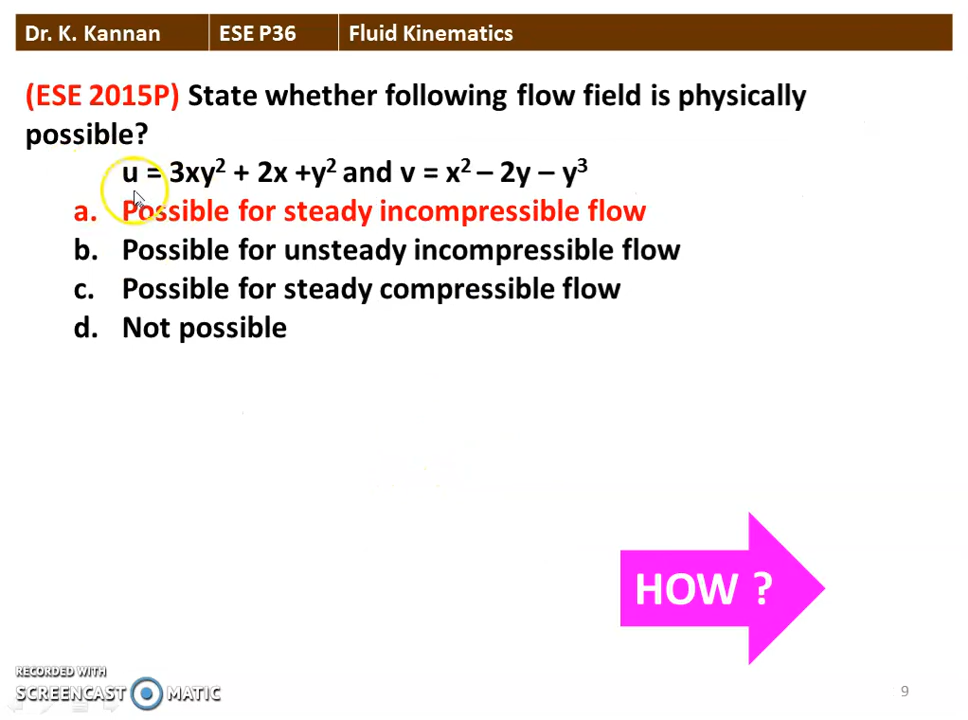 Dr. K. Kannan ESE P36 Fluid Kinematics
(ESE 2015P) State whether following flow field is physically
possible?
u = 3xy² + 2x +y² and v = x² – 2y – y³
a. Possible for steady incompressible flow
b. Possible for unsteady incompressible flow
c. Possible for steady compressible flow
d. Not possible
HOW ?
RECORDED WITH
SCREENCAST MATIC
9